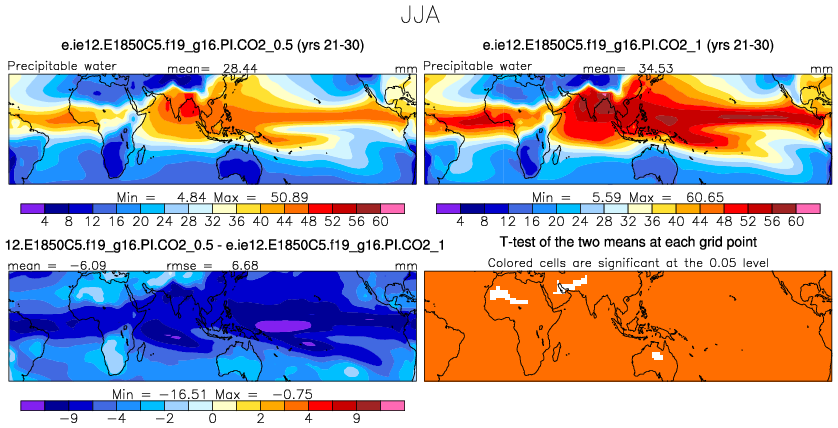 JJA
e.ie12.E1850C5.f19_g16.PI.CO2_0.5 (yrs 21-30)
Precipitable water mean= 28.44 mm
Min = 4.84 Max = 50.89
4 8 12 16 20 24 28 32 36 40 44 48 52 56 60
e.ie12.E1850C5.f19_g16.PI.CO2_1 (yrs 21-30)
Precipitable water mean= 34.53 mm
Min = 5.59 Max = 60.65
4 8 12 16 20 24 28 32 36 40 44 48 52 56 60
12.E1850C5.f19_g16.PI.CO2_0.5 - e.ie12.E1850C5.f19_g16.PI.CO2_1
mean = −6.09 rmse = 6.68 mm
Min = −16.51 Max = −0.75
−9 −4 −2 0 2 4 9
T-test of the two means at each grid point
Colored cells are significant at the 0.05 level